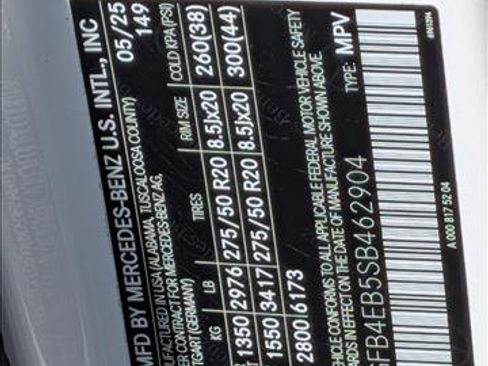 MFD BY MERCEDES-BENZ U.S. INTL., INC
05/25
UFACTURED IN USA (ALABAMA, TUSCALOOSA COUNTY)
149
ER CONTRACT FOR MERCEDES-BENZ AG,
TGART (GERMANY)
KG LB TIRES RIM SIZE COLD KPA (PSI)
1350 2976 275/50 R20 8.5Jx20 260(38)
1550 3417 275/50 R20 8.5Jx20 300(44)
2800 6173
EHICLE CONFORMS TO ALL APPLICABLE FEDERAL MOTOR VEHICLE SAFETY
ARDS IN EFFECT ON THE DATE OF MANUFACTURE SHOWN ABOVE.
FB4EB5SB462904 TYPE: MPV
A 000 817 52 04